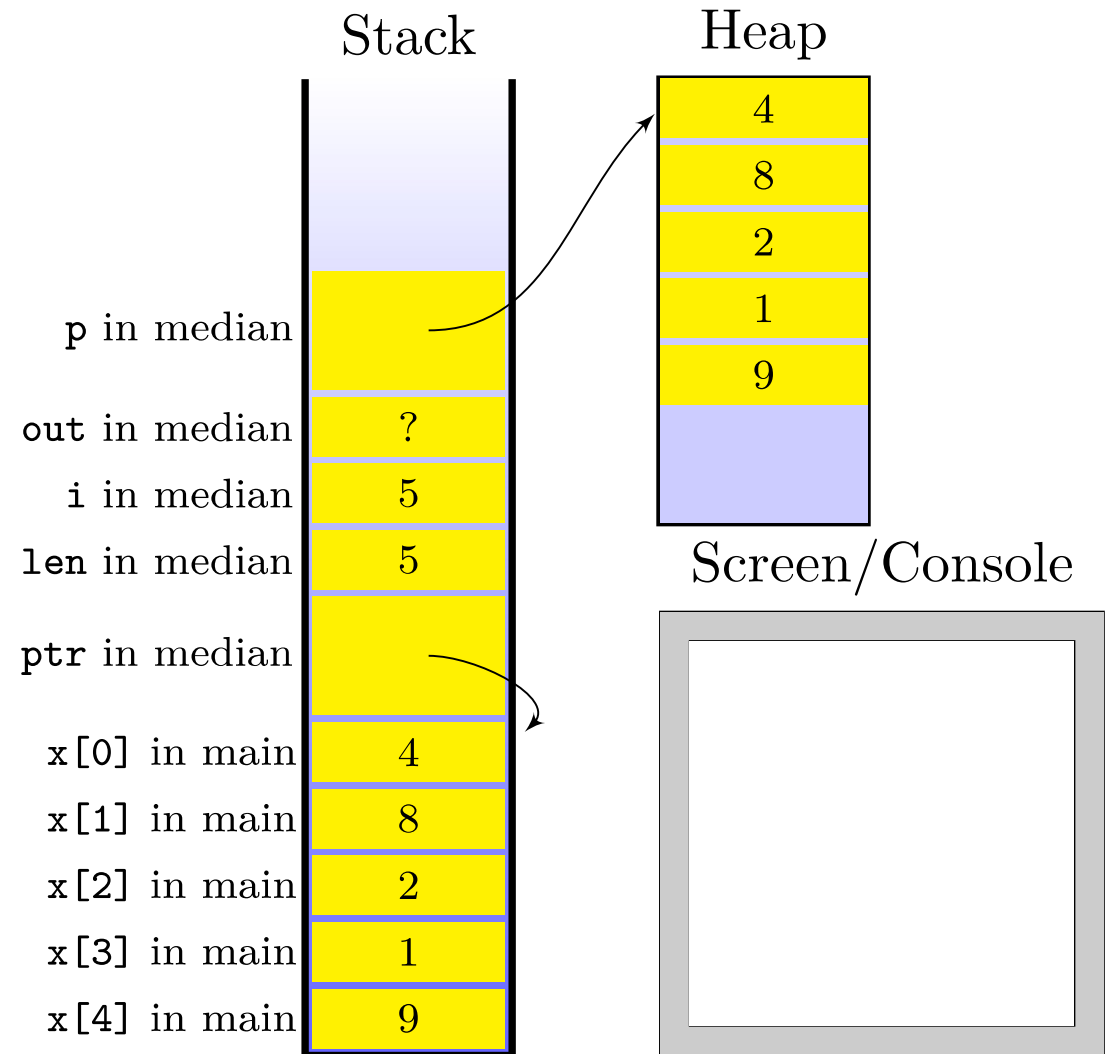 Stack
Heap
4
8
2
1
9
p in median
out in median ?
i in median 5
len in median 5
ptr in median
x[0] in main 4
x[1] in main 8
x[2] in main 2
x[3] in main 1
x[4] in main 9
Screen/Console